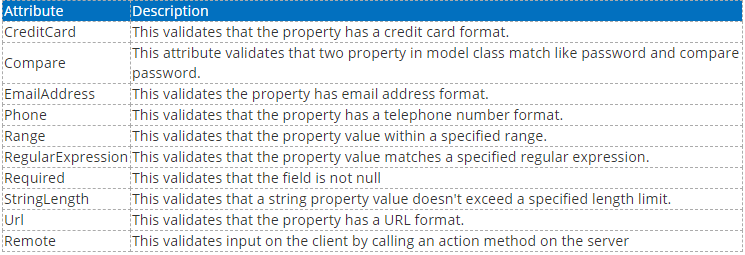 Attribute Description
CreditCard This validates that the property has a credit card format.
Compare This attribute validates that two property in model class match like password and compare
password.
EmailAddress This validates the property has email address format.
Phone This validates that the property has a telephone number format.
Range This validates that the property value within a specified range.
RegularExpression This validates that the property value matches a specified regular expression.
Required This validates that the field is not null
StringLength This validates that a string property value doesn't exceed a specified length limit.
Url This validates that the property has a URL format.
Remote This validates input on the client by calling an action method on the server